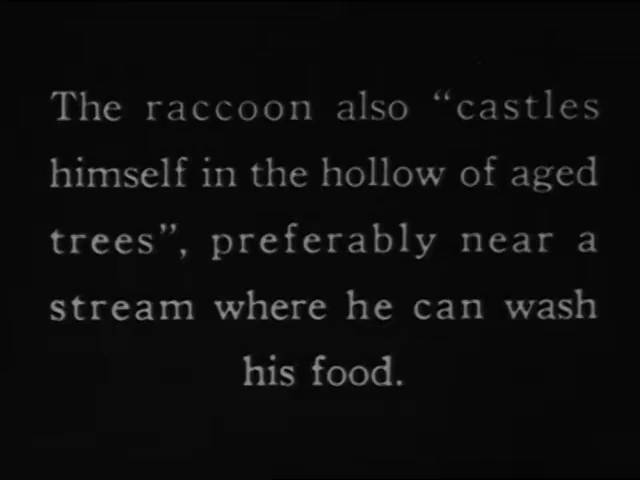 The raccoon also “castles
himself in the hollow of aged
trees”, preferably near a
stream where he can wash
his food.